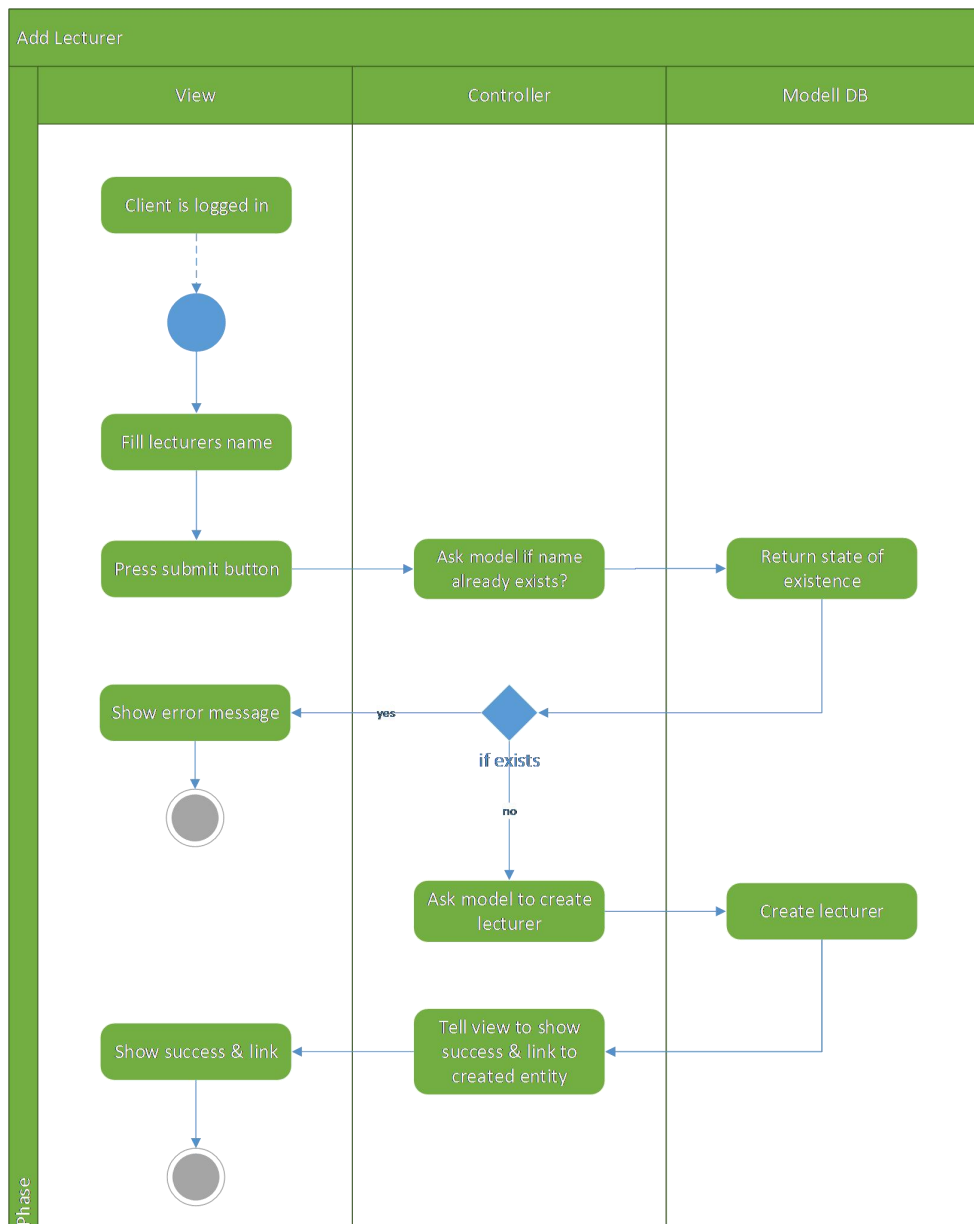 Add Lecturer
View
Controller
Modell DB
Client is logged in
Fill lecturers name
Press submit button
Ask model if name
already exists?
Return state of
existence
Show error message
yes
if exists
no
Ask model to create
lecturer
Create lecturer
Show success & link
Tell view to show
success & link to
created entity
Phase